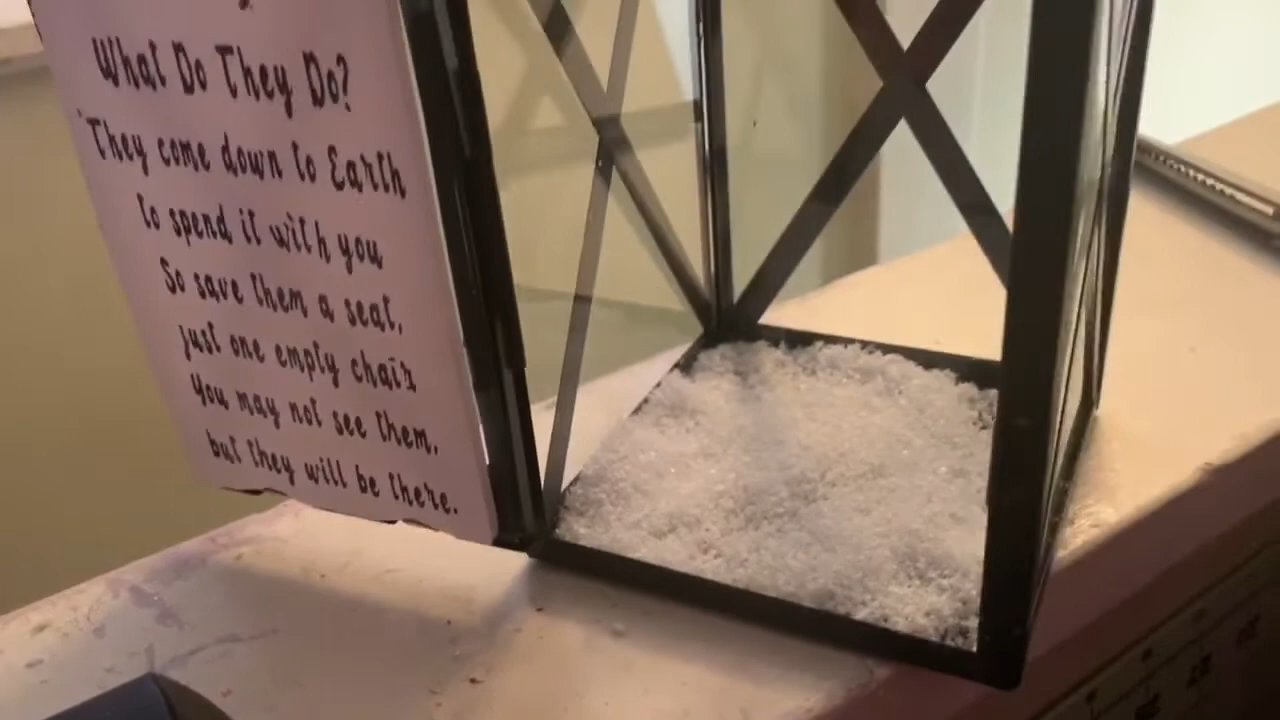 What Do They Do?
They come down to Earth
to spend it with you
So save them a seat,
just one empty chair
You may not see them,
but they will be there.